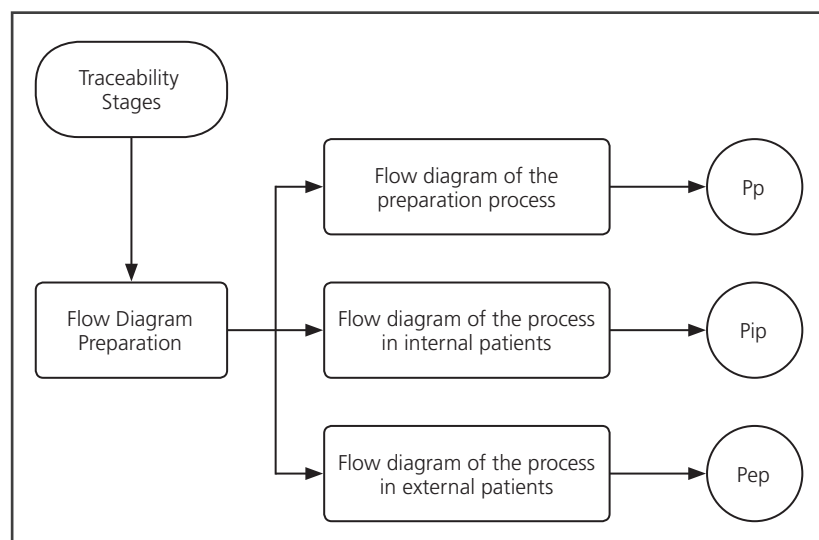 Traceability
Stages
Flow Diagram
Preparation
Flow diagram of the
preparation process
Pp
Flow diagram of the process
in internal patients
Pip
Flow diagram of the process
in external patients
Pep